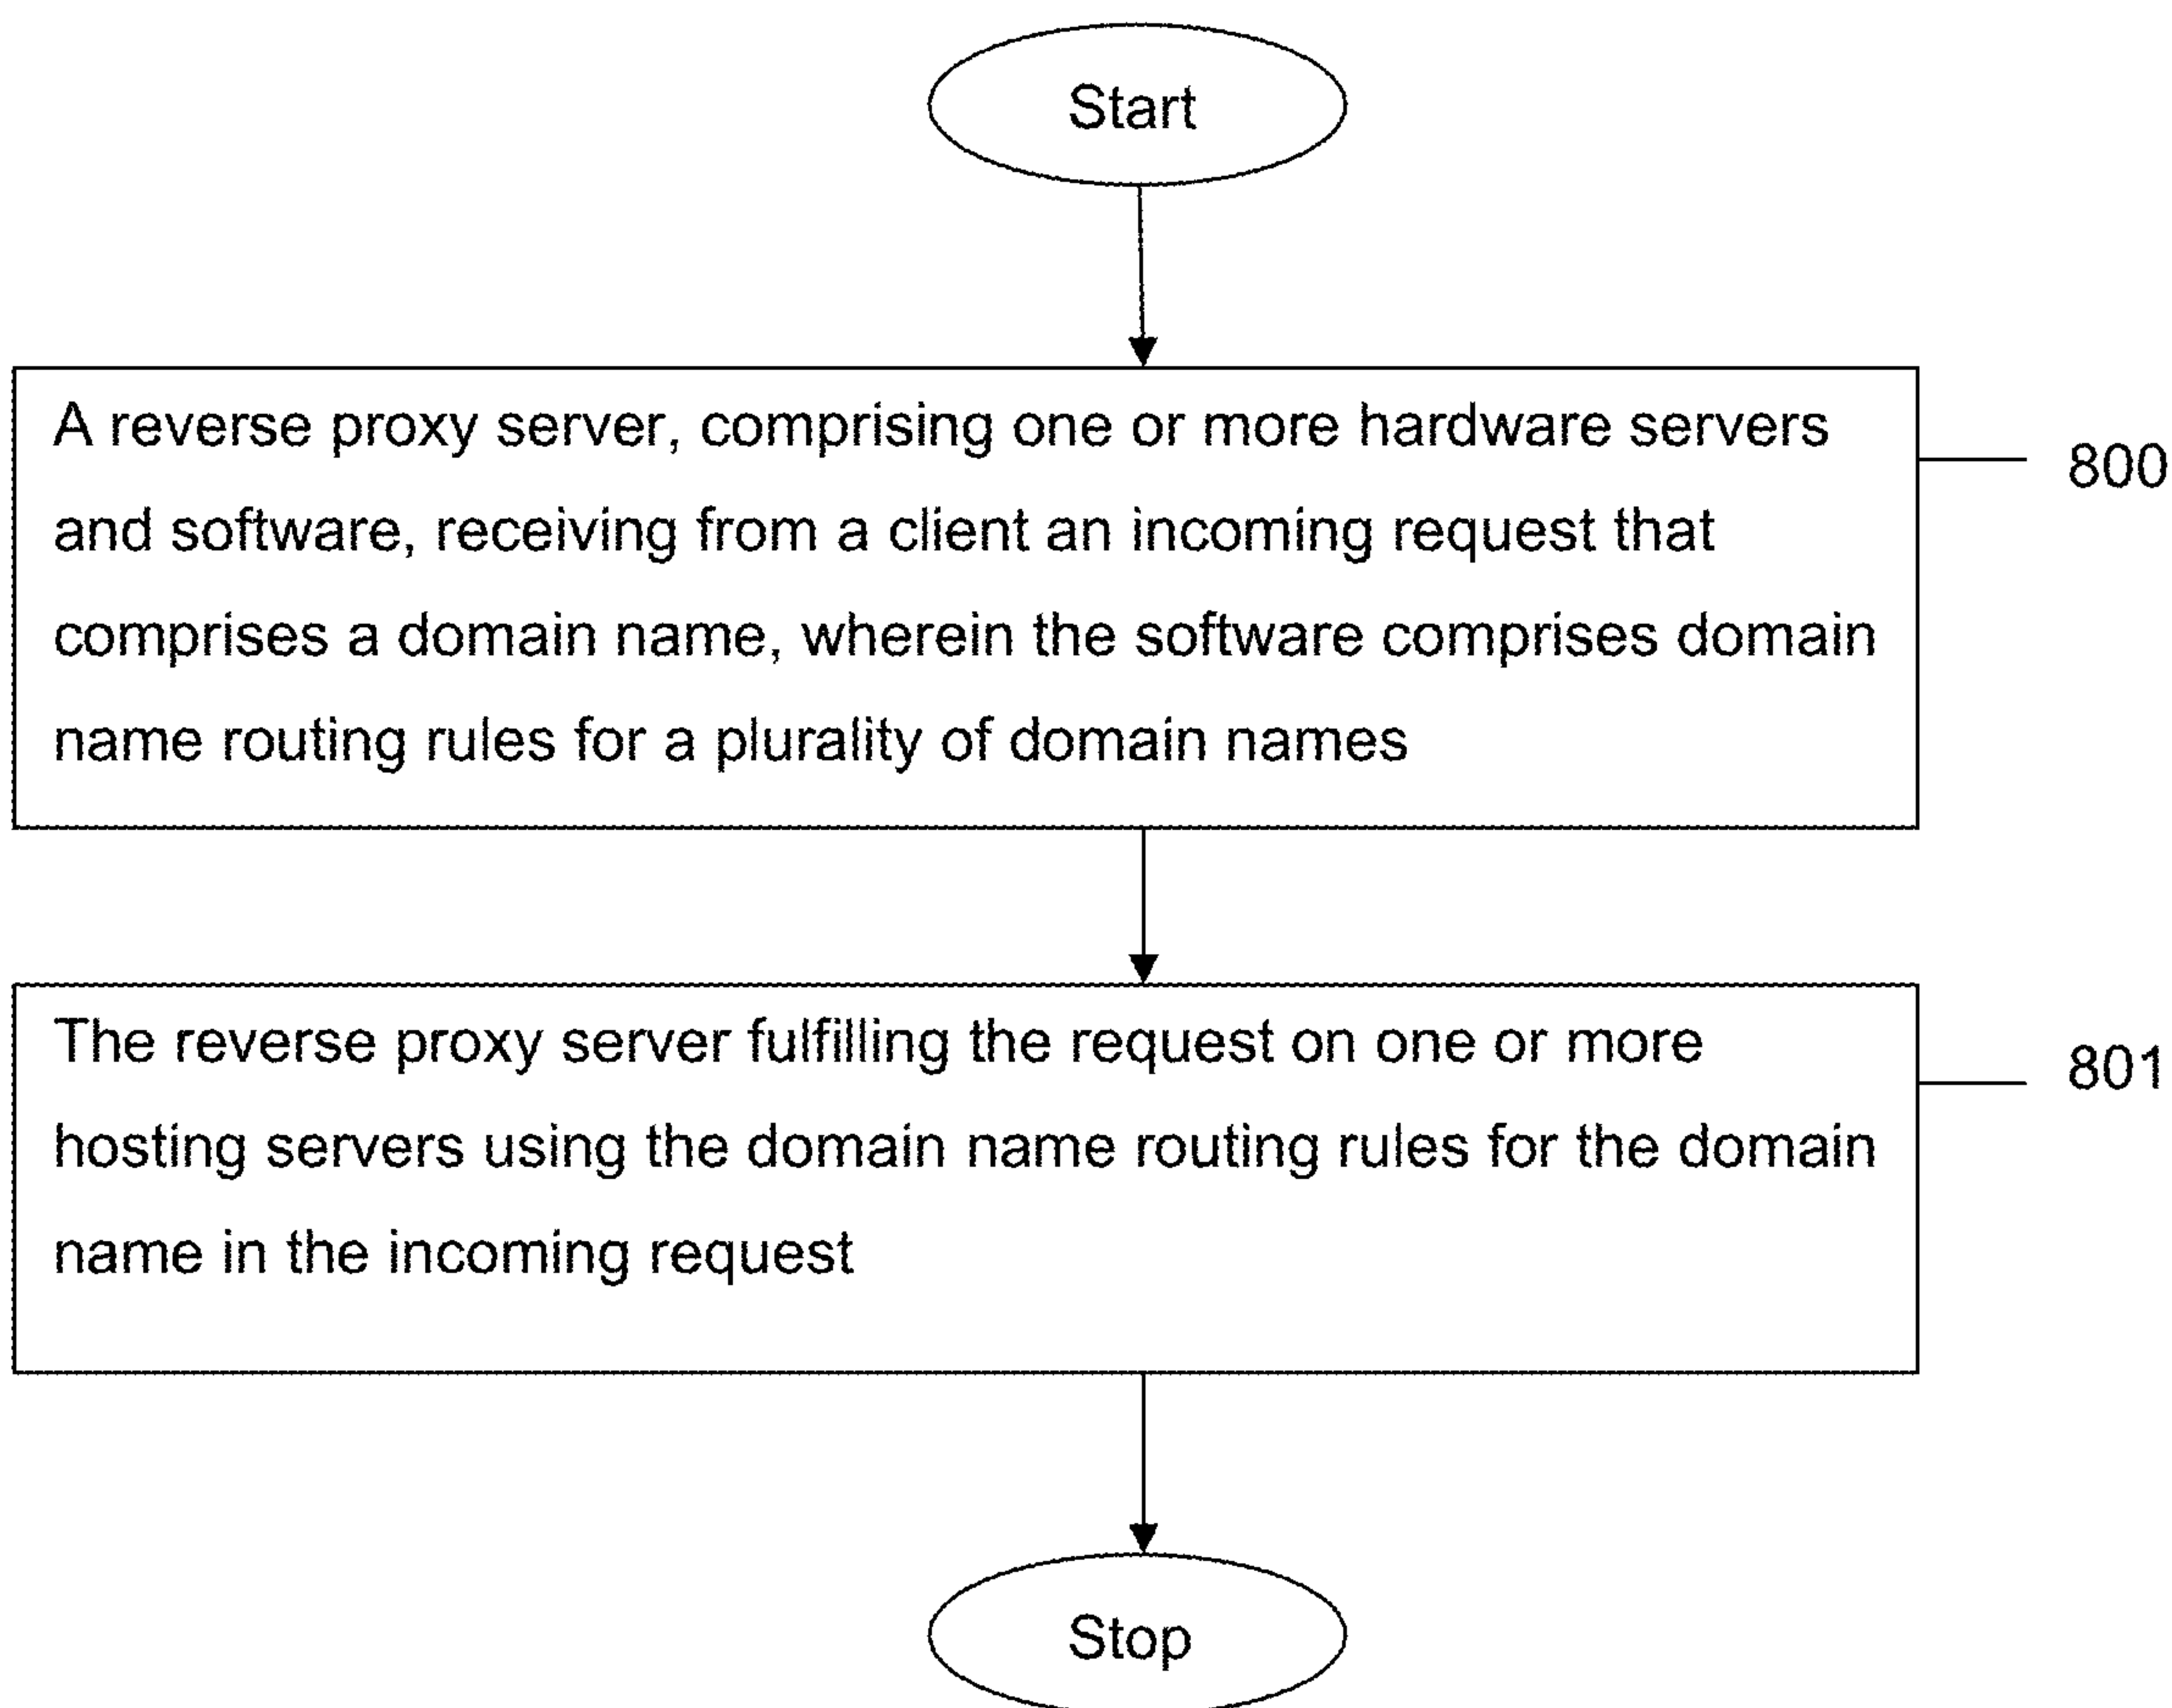 Start
A reverse proxy server, comprising one or more hardware servers
and software, receiving from a client an incoming request that
comprises a domain name, wherein the software comprises domain
name routing rules for a plurality of domain names
800
The reverse proxy server fulfilling the request on one or more
hosting servers using the domain name routing rules for the domain
name in the incoming request
801
Stop